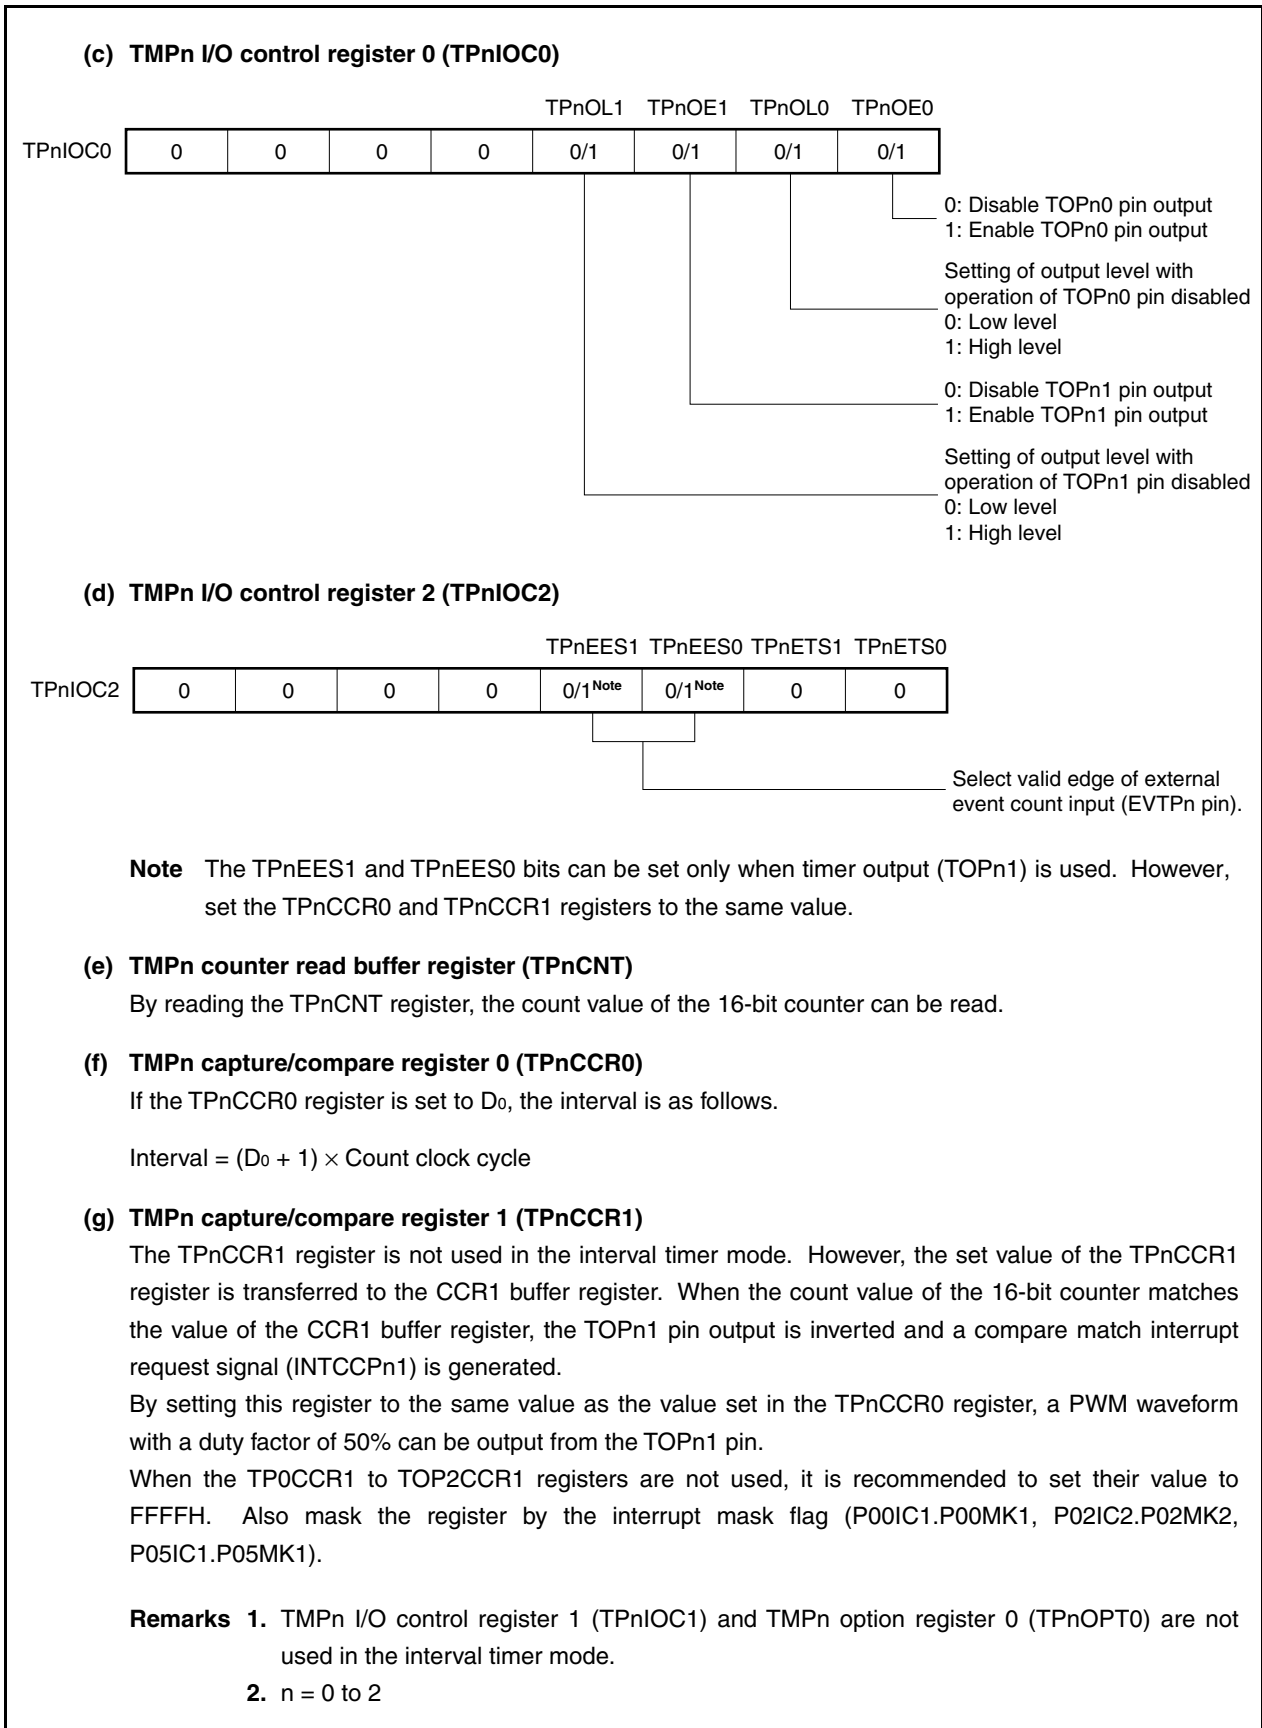 (c) TMPn I/O control register 0 (TPnIOC0)
TPnOL1 TPnOE1 TPnOL0 TPnOE0
TPnIOC0 0 0 0 0 0/1 0/1 0/1 0/1
0: Disable TOPn0 pin output
1: Enable TOPn0 pin output
Setting of output level with
operation of TOPn0 pin disabled
0: Low level
1: High level
0: Disable TOPn1 pin output
1: Enable TOPn1 pin output
Setting of output level with
operation of TOPn1 pin disabled
0: Low level
1: High level
(d) TMPn I/O control register 2 (TPnIOC2)
TPnEES1 TPnEES0 TPnETS1 TPnETS0
TPnIOC2 0 0 0 0 0/1Note 0/1Note 0 0
Select valid edge of external
event count input (EVTPn pin).
Note The TPnEES1 and TPnEES0 bits can be set only when timer output (TOPn1) is used. However,
set the TPnCCR0 and TPnCCR1 registers to the same value.
(e) TMPn counter read buffer register (TPnCNT)
By reading the TPnCNT register, the count value of the 16-bit counter can be read.
(f) TMPn capture/compare register 0 (TPnCCR0)
If the TPnCCR0 register is set to D0, the interval is as follows.
Interval = (D0 + 1) × Count clock cycle
(g) TMPn capture/compare register 1 (TPnCCR1)
The TPnCCR1 register is not used in the interval timer mode. However, the set value of the TPnCCR1
register is transferred to the CCR1 buffer register. When the count value of the 16-bit counter matches
the value of the CCR1 buffer register, the TOPn1 pin output is inverted and a compare match interrupt
request signal (INTCCPn1) is generated.
By setting this register to the same value as the value set in the TPnCCR0 register, a PWM waveform
with a duty factor of 50% can be output from the TOPn1 pin.
When the TP0CCR1 to TOP2CCR1 registers are not used, it is recommended to set their value to
FFFFH. Also mask the register by the interrupt mask flag (P00IC1.P00MK1, P02IC2.P02MK2,
P05IC1.P05MK1).
Remarks 1. TMPn I/O control register 1 (TPnIOC1) and TMPn option register 0 (TPnOPT0) are not
used in the interval timer mode.
2. n = 0 to 2